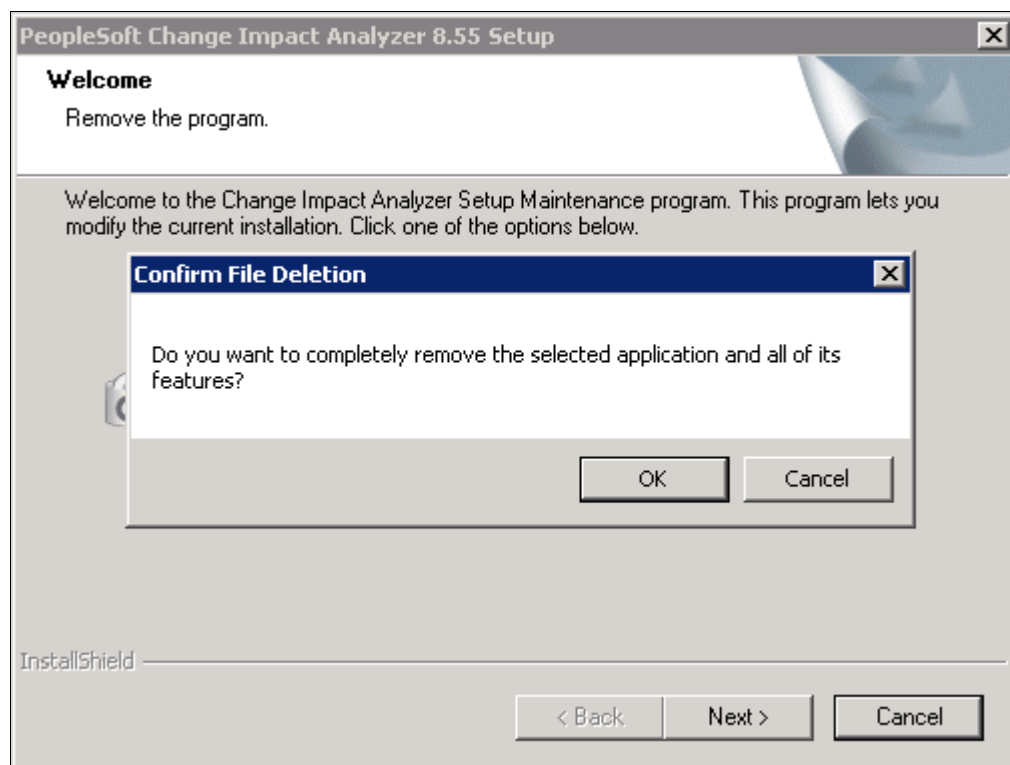 PeopleSoft Change Impact Analyzer 8.55 Setup
Welcome
Remove the program.
Welcome to the Change Impact Analyzer Setup Maintenance program. This program lets you
modify the current installation. Click one of the options below.
Confirm File Deletion
Do you want to completely remove the selected application and all of its
features?
OK Cancel
InstallShield
< Back Next > Cancel